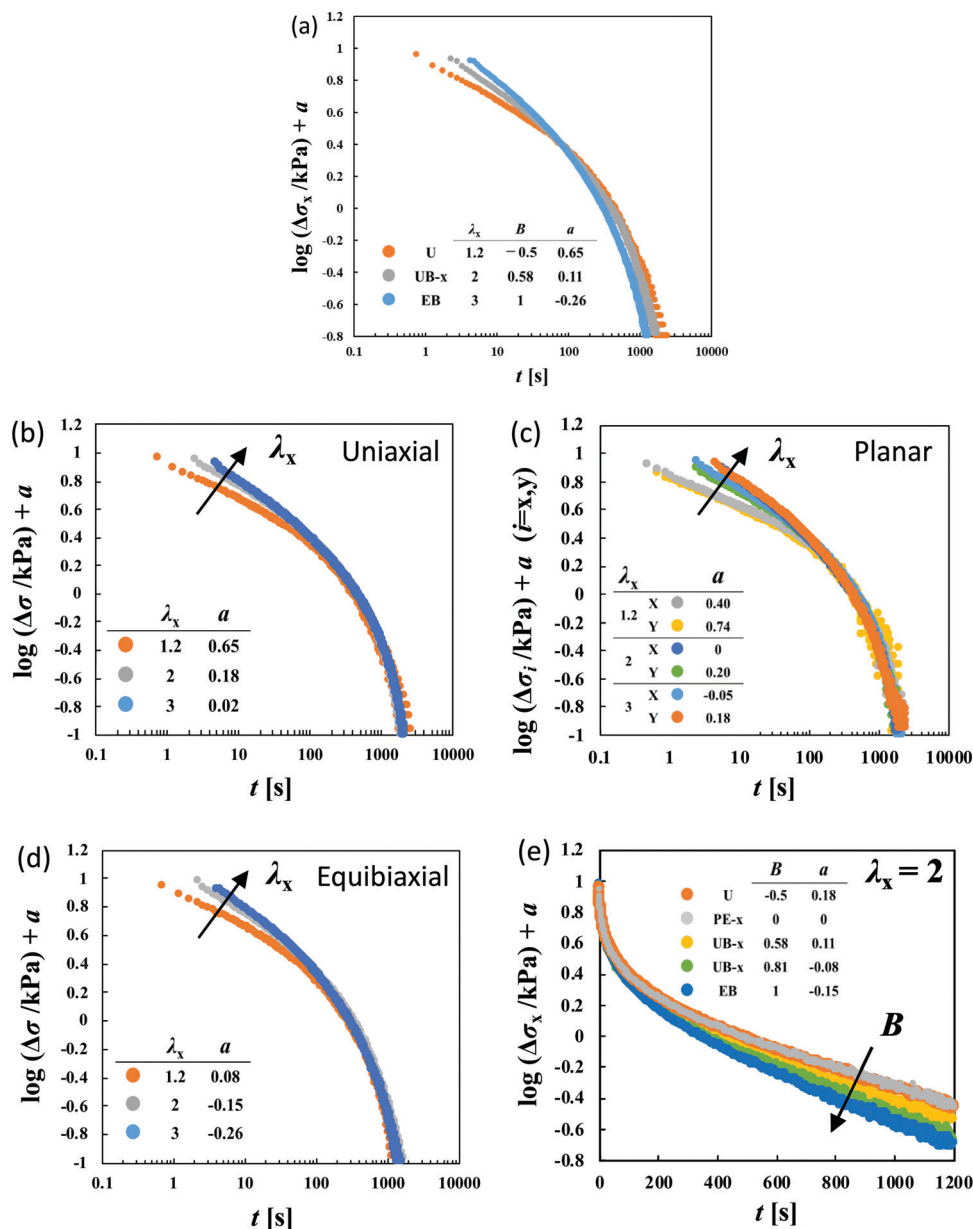 (a)
log (Δσx /kPa) + a
1.2
1
0.8
0.6
0.4
0.2
0
-0.2
-0.4
-0.6
-0.8
λx B a
U 1.2 −0.5 0.65
UB-x 2 0.58 0.11
EB 3 1 -0.26
0.1 1 10 100 1000 10000
t [s]
(b)
Uniaxial
λx
log (Δσ /kPa) + a
1.2
1
0.8
0.6
0.4
0.2
0
-0.2
-0.4
-0.6
-0.8
-1
λx a
1.2 0.65
2 0.18
3 0.02
0.1 1 10 100 1000 10000
t [s]
(c)
Planar
λx
log (Δσi /kPa) + a (i=x,y)
1.2
1
0.8
0.6
0.4
0.2
0
-0.2
-0.4
-0.6
-0.8
-1
λx a
1.2 X 0.40
Y 0.74
2 X 0
Y 0.20
3 X -0.05
Y 0.18
0.1 1 10 100 1000 10000
t [s]
(d)
Equibiaxial
λx
log (Δσ /kPa) + a
1.2
1
0.8
0.6
0.4
0.2
0
-0.2
-0.4
-0.6
-0.8
-1
λx a
1.2 0.08
2 -0.15
3 -0.26
0.1 1 10 100 1000 10000
t [s]
(e)
λx = 2
log (Δσx /kPa) + a
1.2
1
0.8
0.6
0.4
0.2
0
-0.2
-0.4
-0.6
-0.8
B a
U -0.5 0.18
PE-x 0 0
UB-x 0.58 0.11
UB-x 0.81 -0.08
EB 1 -0.15
B
0 200 400 600 800 1000 1200
t [s]